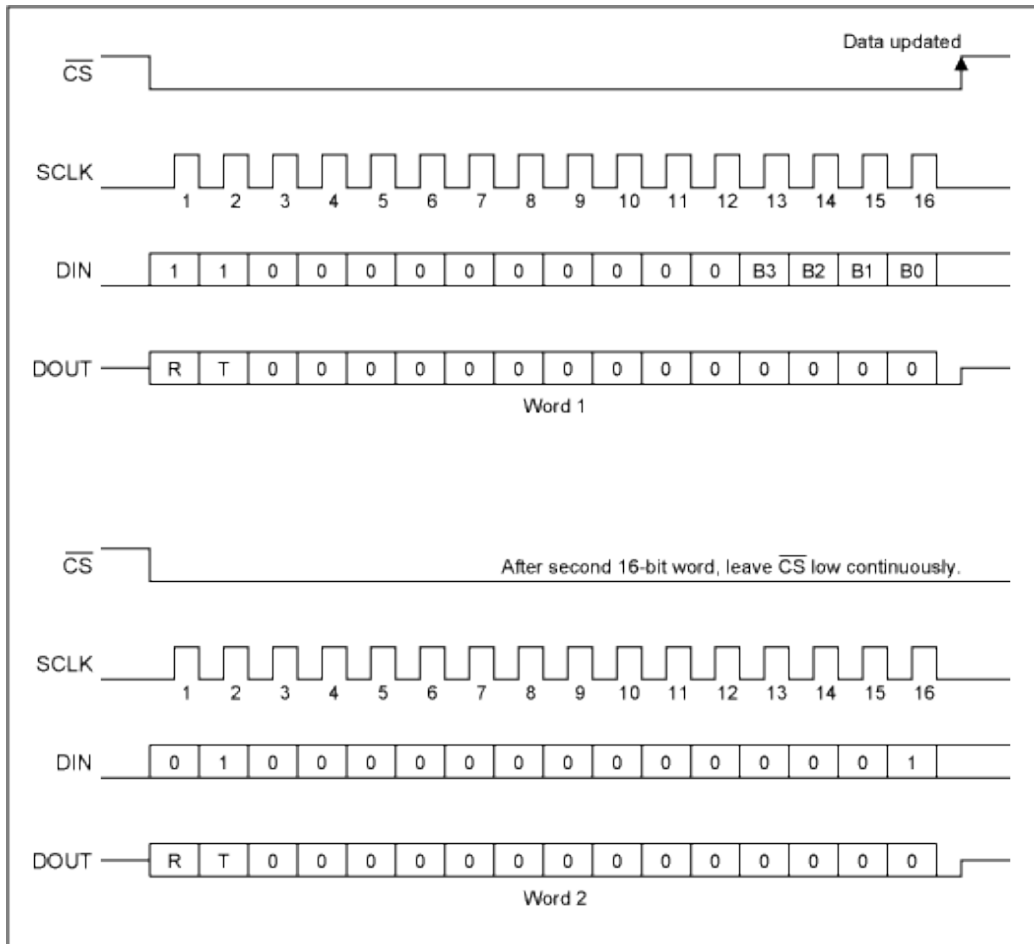 Data updated
CS
SCLK
1 2 3 4 5 6 7 8 9 10 11 12 13 14 15 16
DIN 1 1 0 0 0 0 0 0 0 0 0 0 B3 B2 B1 B0
DOUT R T 0 0 0 0 0 0 0 0 0 0 0 0 0 0
Word 1
CS After second 16-bit word, leave CS low continuously.
SCLK
1 2 3 4 5 6 7 8 9 10 11 12 13 14 15 16
DIN 0 1 0 0 0 0 0 0 0 0 0 0 0 0 0 1
DOUT R T 0 0 0 0 0 0 0 0 0 0 0 0 0 0
Word 2